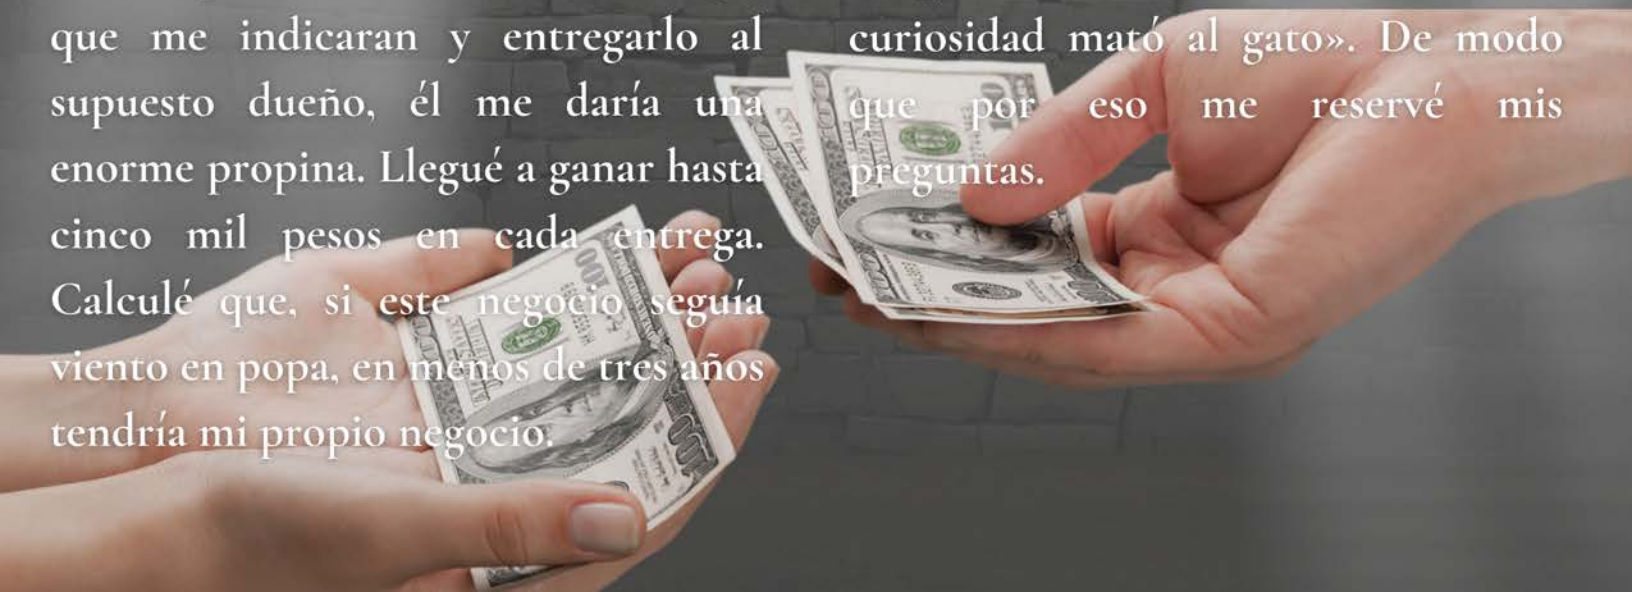 que me indicaran y entregarlo al
supuesto dueño, él me daría una
enorme propina. Llegué a ganar hasta
cinco mil pesos en cada entrega.
Calculé que, si este negocio seguía
viento en popa, en menos de tres años
tendría mi propio negocio.
curiosidad mató al gato». De modo
que por eso me reservé mis
preguntas.